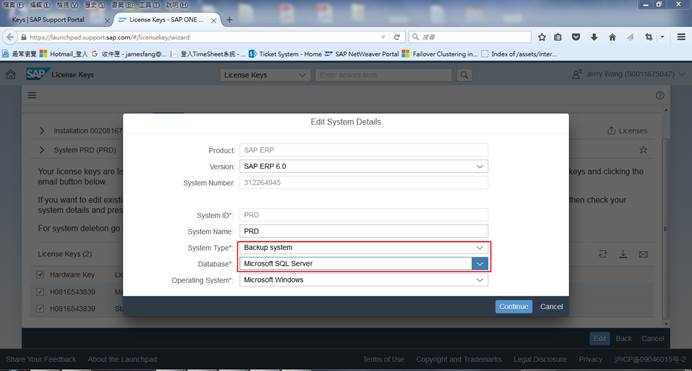 檔案(F) 編輯(E) 檢視(V) 歷史(S) 書籤(B) 工具(T) 說明(H)
Keys | SAP Support Portal
License Keys - SAP ONE ...
https://launchpad.support.sap.com/#/licensekey/wizard
搜尋
最常瀏覽 Hotmail_登入 收件匣 - jamesfang@... 登入TimeSheet系統 - ... Ticket System - Home SAP NetWeaver Portal Failover Clustering in... Index of /assets/inter...
SAP License Keys
License Keys
Enter search term
Jerry Wang (S0011675047)
Installation 00208167
Licenses
System PRD (PRD)
Your license keys are lis
keys and clicking the
email button below.
If you want to edit exist
then check your
system details and pres
For system deletion go
License Keys (2)
Hardware Key
H0816543839
H0816543839
Edit System Details
Product: SAP ERP
Version: SAP ERP 6.0
System Number: 312264945
System ID*: PRD
System Name: PRD
System Type*: Backup system
Database*: Microsoft SQL Server
Operating System*: Microsoft Windows
Continue Cancel
Edit Back Cancel
Share Your Feedback About the Launchpad Terms of Use Copyright and Trademarks Legal Disclosure Privacy 沪ICP备09046015号-2